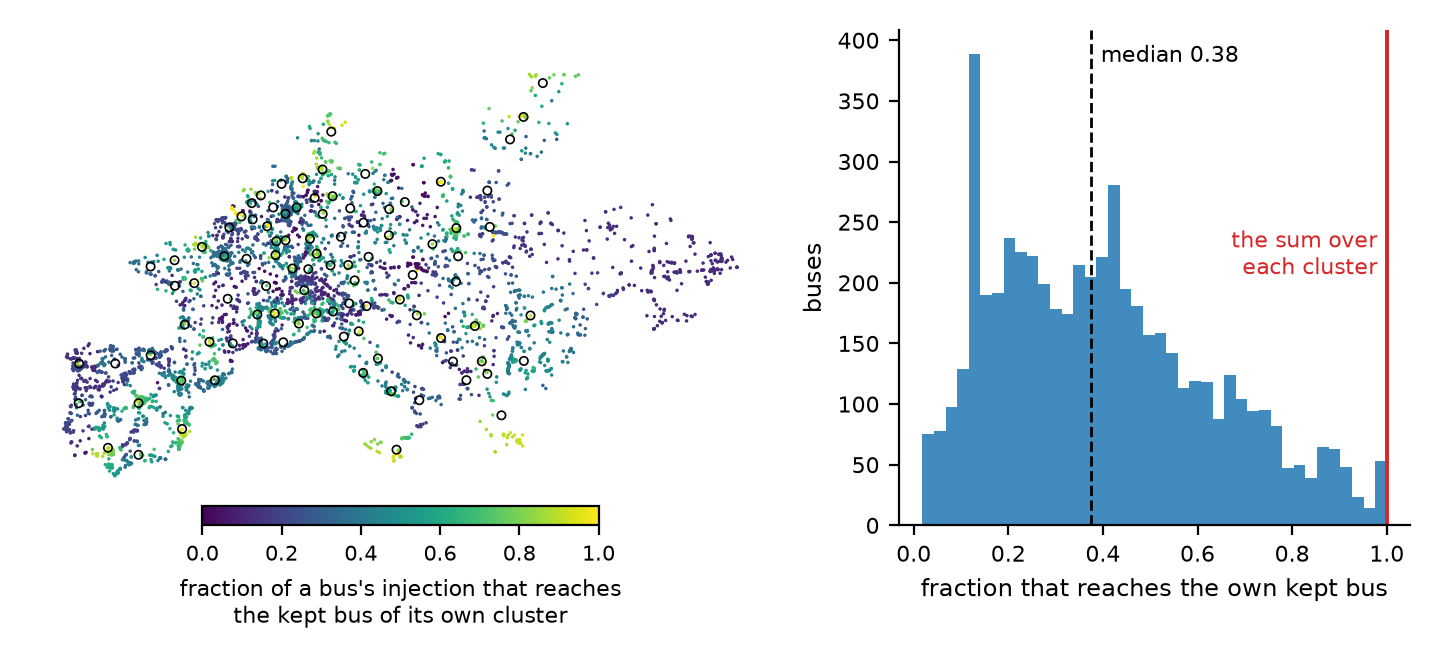 0.0 0.2 0.4 0.6 0.8 1.0
fraction of a bus's injection that reaches
the kept bus of its own cluster
400
350
300
250
200
150
100
50
0
buses
median 0.38
the sum over
each cluster
0.0 0.2 0.4 0.6 0.8 1.0
fraction that reaches the own kept bus